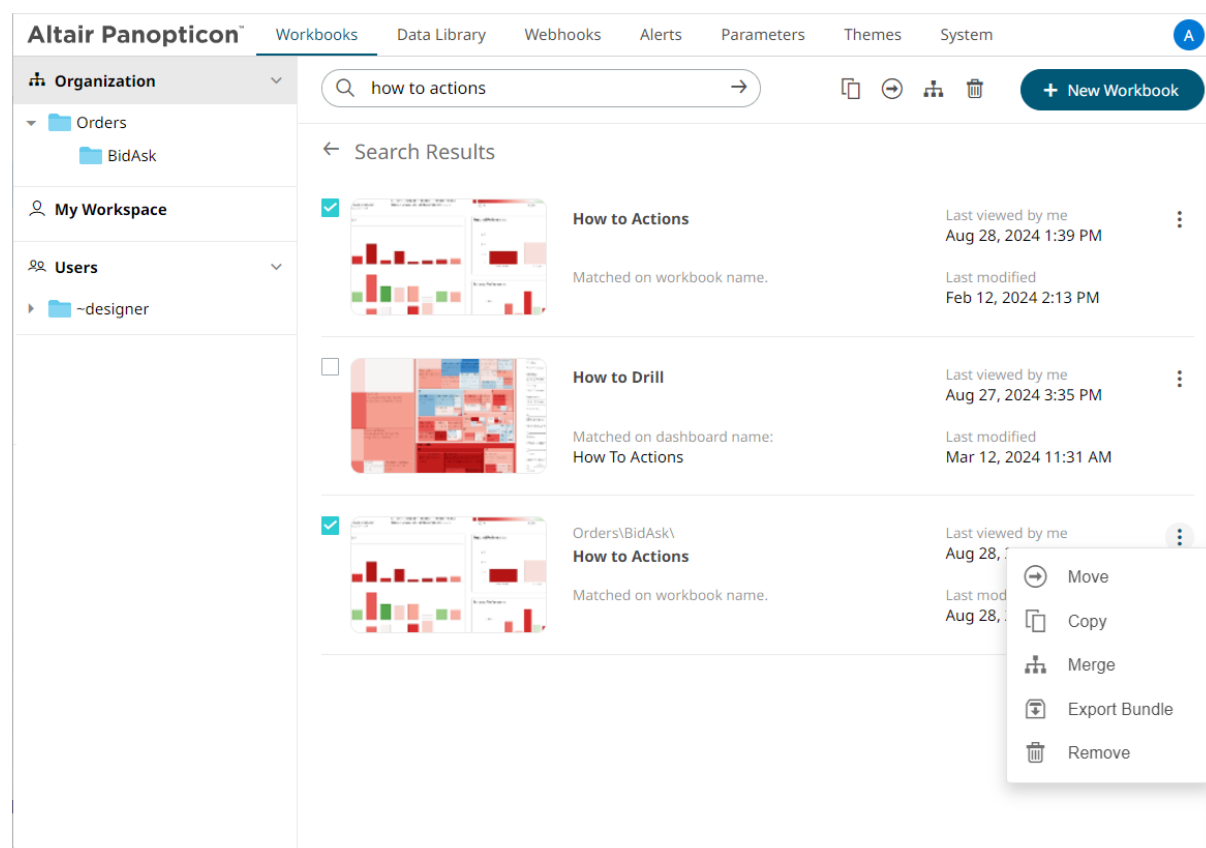 Altair Panopticon™ Workbooks Data Library Webhooks Alerts Parameters Themes System A
Organization
Orders
BidAsk
My Workspace
Users
~designer
how to actions
+ New Workbook
Search Results
How to Actions
Matched on workbook name.
Last viewed by me
Aug 28, 2024 1:39 PM
Last modified
Feb 12, 2024 2:13 PM
How to Drill
Matched on dashboard name:
How To Actions
Last viewed by me
Aug 27, 2024 3:35 PM
Last modified
Mar 12, 2024 11:31 AM
Orders\BidAsk\
How to Actions
Matched on workbook name.
Last viewed by me
Aug 28,
Last mod
Aug 28,
Move
Copy
Merge
Export Bundle
Remove